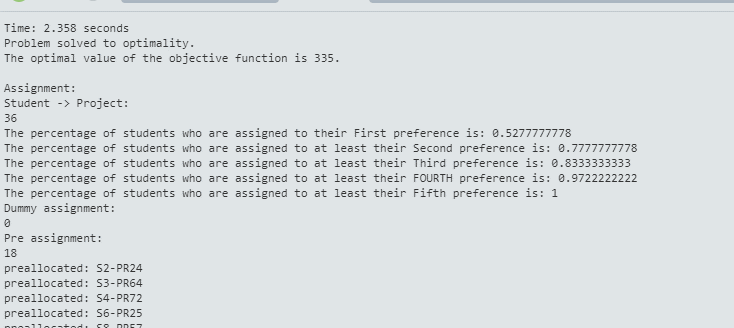 Time: 2.358 seconds
Problem solved to optimality.
The optimal value of the objective function is 335.
Assignment:
Student -> Project:
36
The percentage of students who are assigned to their First preference is: 0.5277777778
The percentage of students who are assigned to at least their Second preference is: 0.7777777778
The percentage of students who are assigned to at least their Third preference is: 0.8333333333
The percentage of students who are assigned to at least their FOURTH preference is: 0.9722222222
The percentage of students who are assigned to at least their Fifth preference is: 1
Dummy assignment:
0
Pre assignment:
18
preallocated: S2-PR24
preallocated: S3-PR64
preallocated: S4-PR72
preallocated: S6-PR25
preallocated: S8-PR57